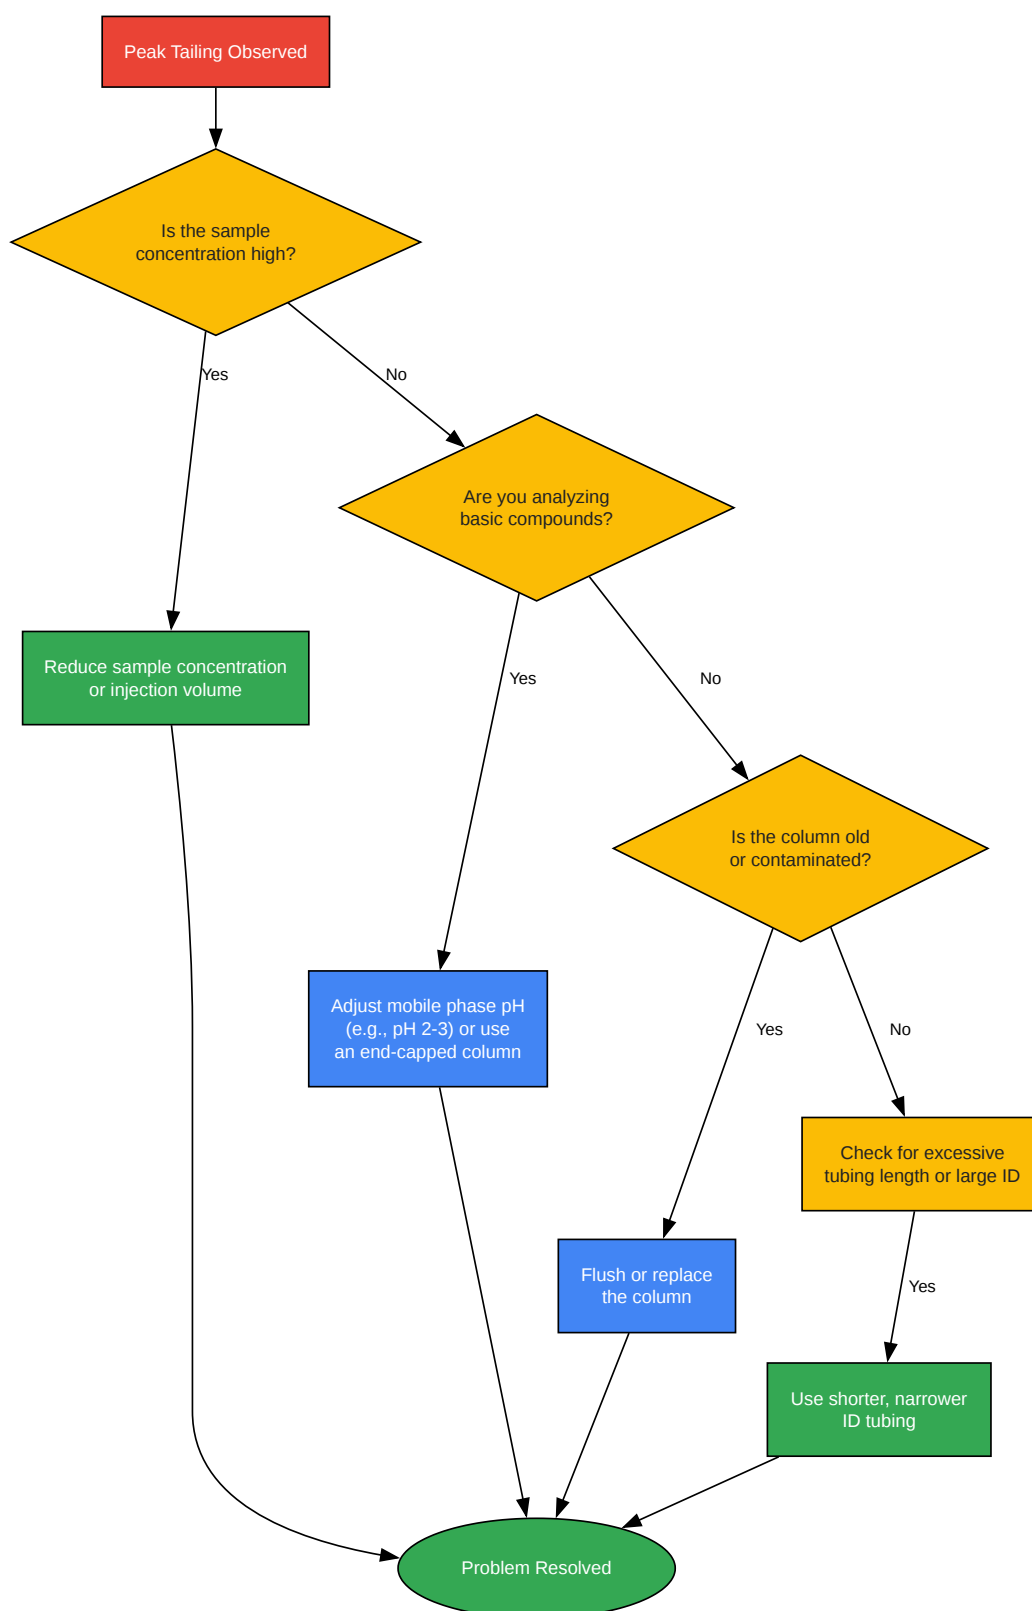 Peak Tailing Observed
Is the sample
concentration high?
Yes
No
Are you analyzing
basic compounds?
Reduce sample concentration
or injection volume
Yes
No
Is the column old
or contaminated?
Adjust mobile phase pH
(e.g., pH 2-3) or use
an end-capped column
Yes
No
Check for excessive
tubing length or large ID
Flush or replace
the column
Yes
Use shorter, narrower
ID tubing
Problem Resolved